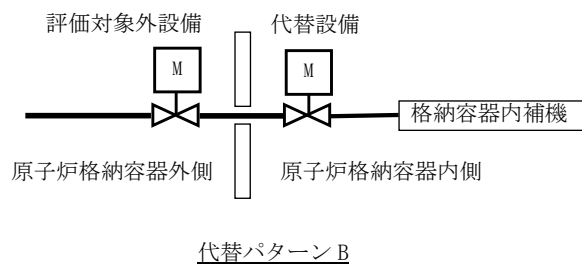 評価対象外設備
代替設備
M
M
格納容器内補機
原子炉格納容器外側
原子炉格納容器内側
代替パターン B